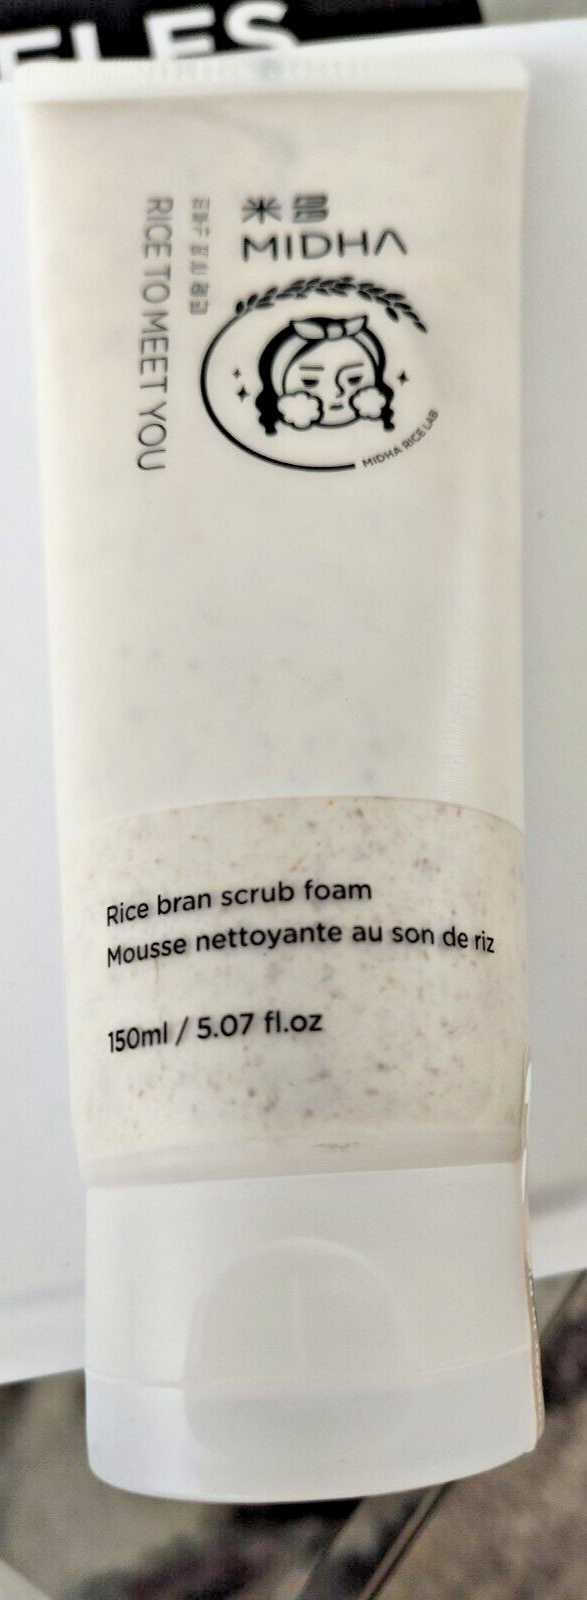 ELES
米多
MIDHA
RICE TO MEET YOU
MIDHA RICE LAB
Rice bran scrub foam
Mousse nettoyante au son de riz
150ml / 5.07 fl.oz